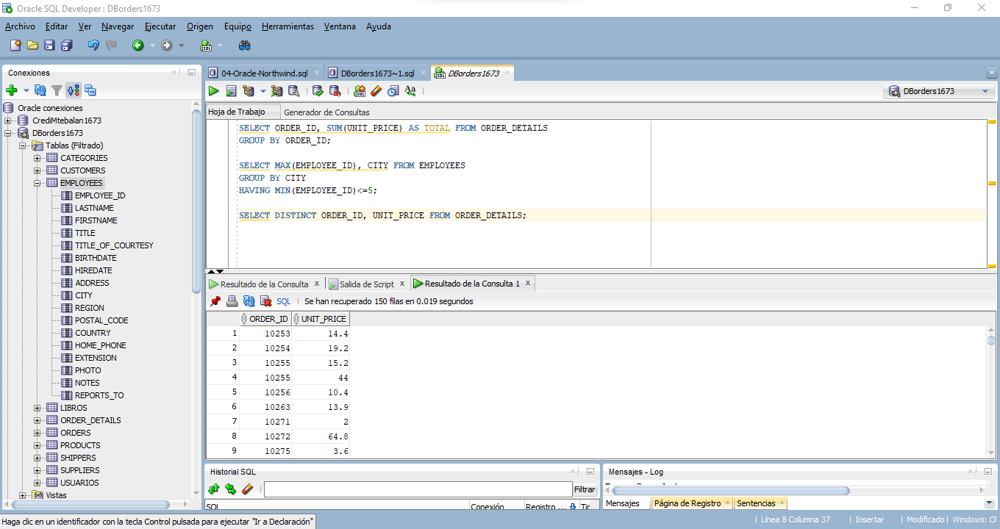 Oracle SQL Developer : DBorders1673
Archivo Editar Ver Navegar Ejecutar Origen Equipo Herramientas Ventana Ayuda
Conexiones
Oracle conexiones
CrediMtebalan1673
DBorders1673
Tablas (Filtrado)
CATEGORIES
CUSTOMERS
EMPLOYEES
EMPLOYEE_ID
LASTNAME
FIRSTNAME
TITLE
TITLE_OF_COURTESY
BIRTHDATE
HIREDATE
ADDRESS
CITY
REGION
POSTAL_CODE
COUNTRY
HOME_PHONE
EXTENSION
PHOTO
NOTES
REPORTS_TO
LIBROS
ORDER_DETAILS
ORDERS
PRODUCTS
SHIPPERS
SUPPLIERS
USUARIOS
Vistas
04-Oracle-Northwind.sql DBorders1673~1.sql DBorders1673
DBorders1673
Hoja de Trabajo Generador de Consultas
SELECT ORDER_ID, SUM(UNIT_PRICE) AS TOTAL FROM ORDER_DETAILS
GROUP BY ORDER_ID;
SELECT MAX(EMPLOYEE_ID), CITY FROM EMPLOYEES
GROUP BY CITY
HAVING MIN(EMPLOYEE_ID)<=5;
SELECT DISTINCT ORDER_ID, UNIT_PRICE FROM ORDER_DETAILS;
Resultado de la Consulta Salida de Script Resultado de la Consulta 1
SQL Se han recuperado 150 filas en 0.019 segundos
ORDER_ID UNIT_PRICE
1 10253 14.4
2 10254 19.2
3 10255 15.2
4 10255 44
5 10256 10.4
6 10263 13.9
7 10271 2
8 10272 64.8
9 10275 3.6
Historial SQL
Filtrar
SQL Conexión Registro ... Tir
Mensajes - Log
Mensajes Página de Registro Sentencias
Haga clic en un identificador con la tecla Control pulsada para ejecutar "Ir a Declaración"
Línea 8 Columna 37 Insertar Modificado Windows: CF